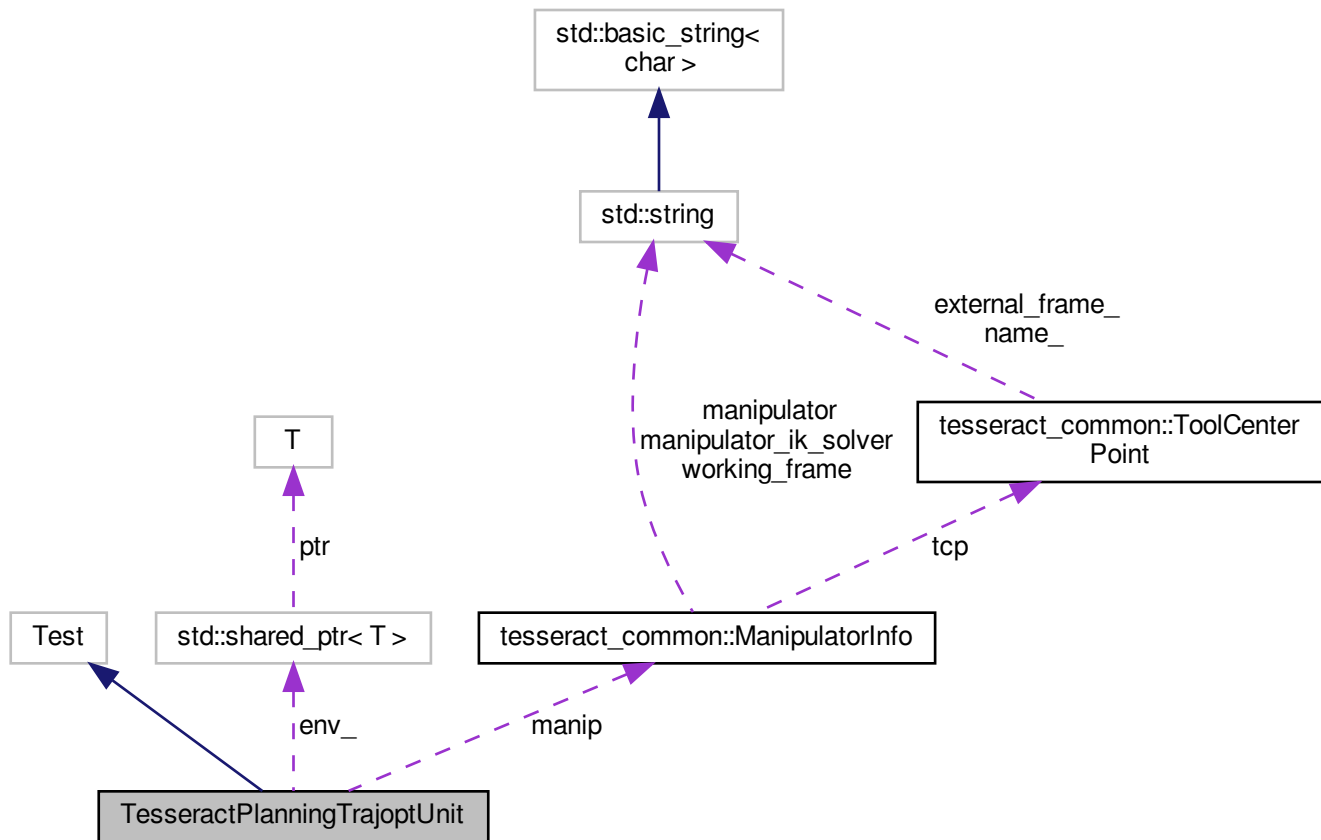 std::basic_string<
char >
std::string
external_frame_
name_
manipulator
manipulator_ik_solver
working_frame
tesseract_common::ToolCenter
Point
T
ptr
tcp
Test
std::shared_ptr< T >
tesseract_common::ManipulatorInfo
env_
manip
TesseractPlanningTrajoptUnit